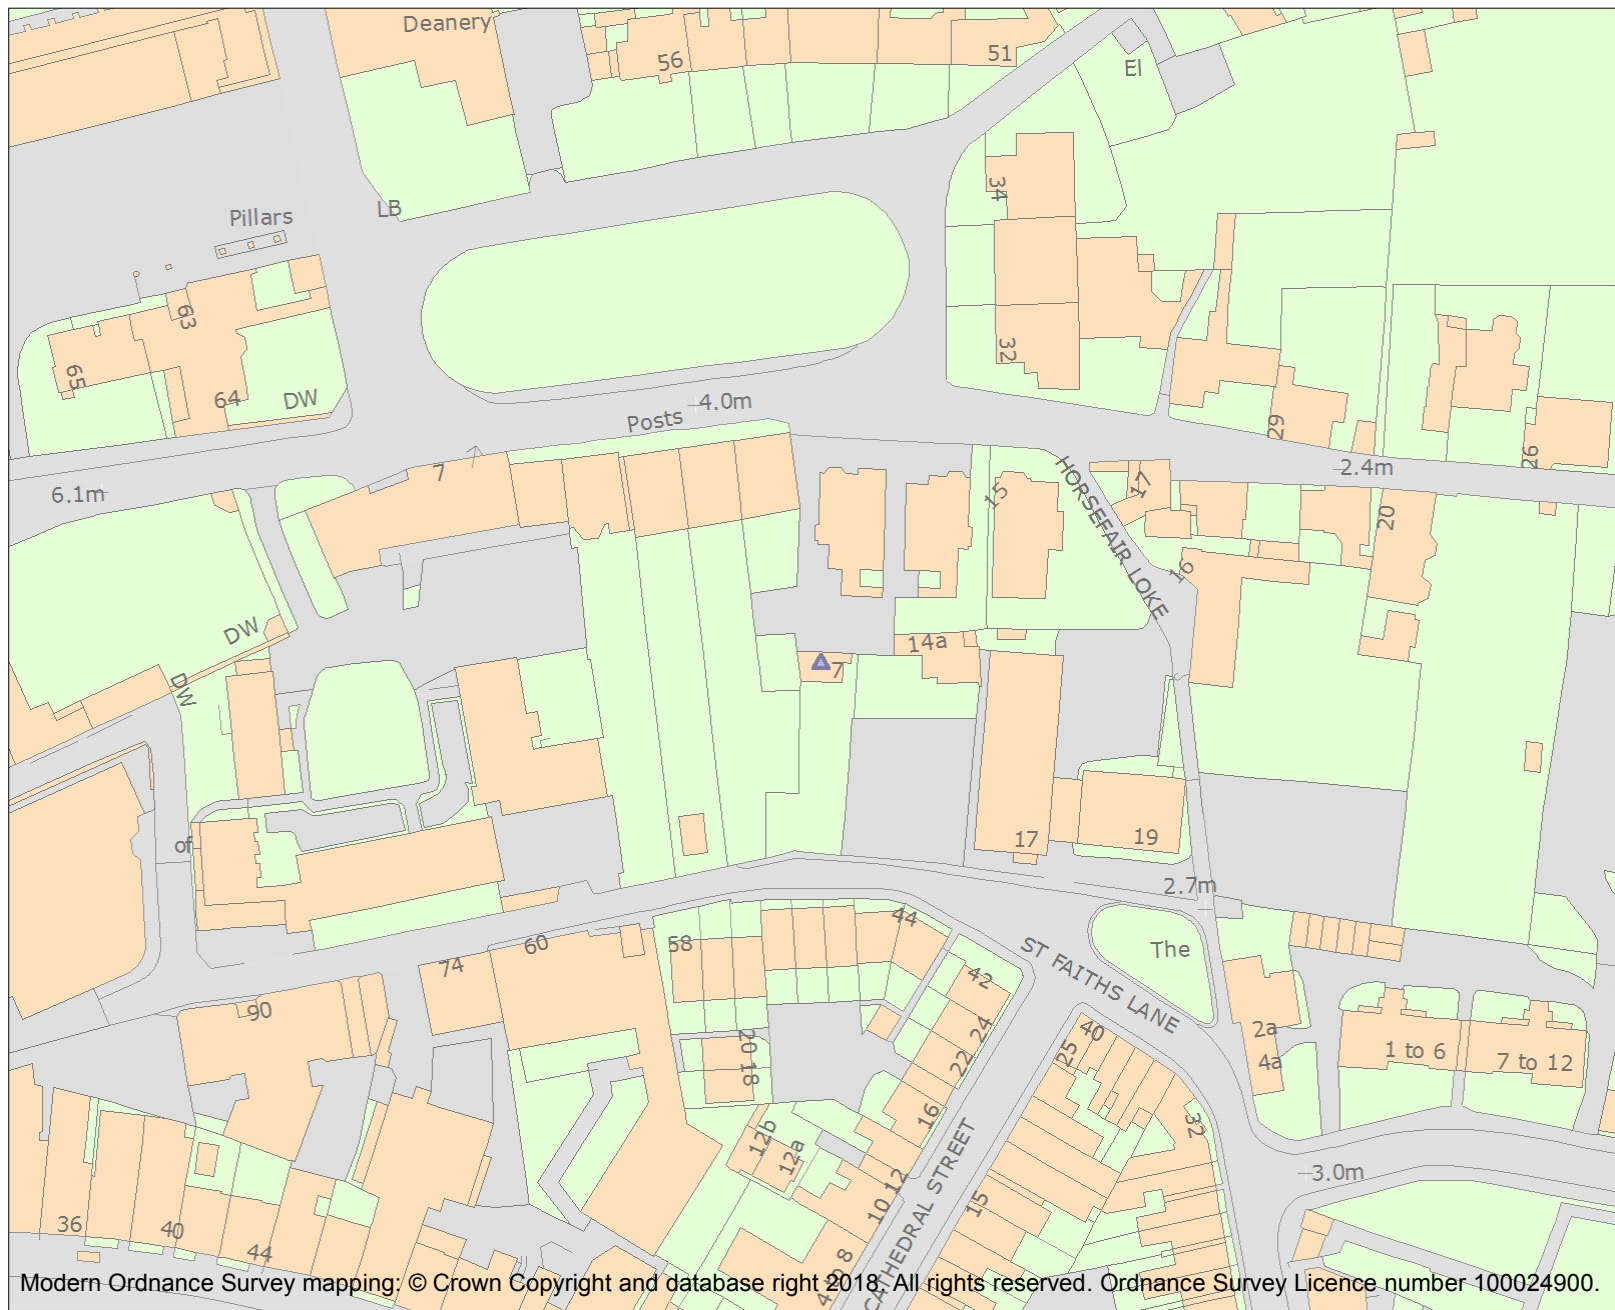 Deanery
56
51
El
34
LB
Pillars
63
65
64
DW
32
4.0m
Posts
29
26
2.4m
7
6.1m
HORSEFAIR LOKE
15
17
20
16
DW
14a
7
DW
of
17
19
2.7m
44
58
60
74
ST FAITHS LANE
The
42
90
24
40
2a
20
18
22
25
4a
1 to 6
7 to 12
16
32
12b
12a
3.0m
12
10
15
CATHEDRAL STREET
36
40
44
8
Modern Ordnance Survey mapping: © Crown Copyright and database right 2018. All rights reserved. Ordnance Survey Licence number 100024900.